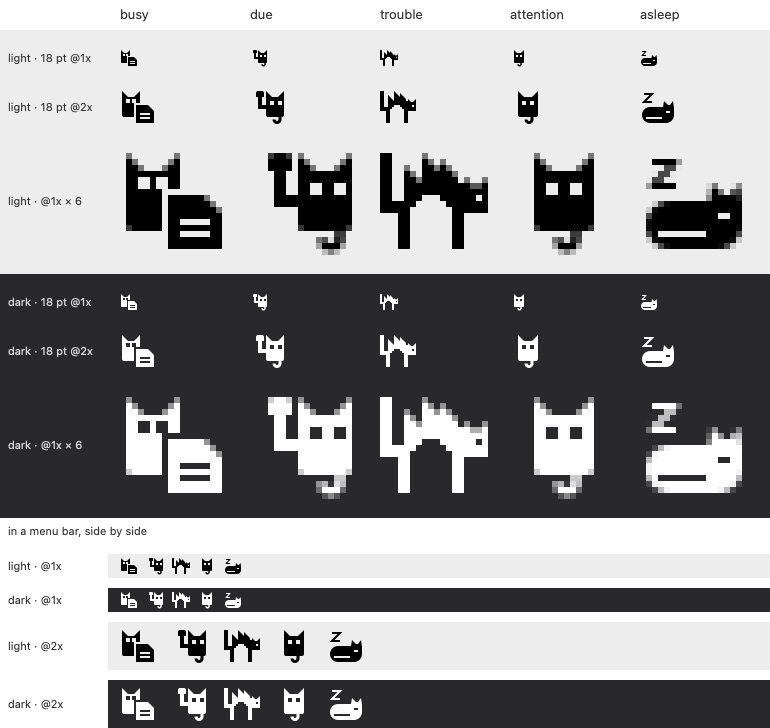 busy due trouble attention asleep
light · 18 pt @1x
light · 18 pt @2x
light · @1x × 6
dark · 18 pt @1x
dark · 18 pt @2x
dark · @1x × 6
in a menu bar, side by side
light · @1x
dark · @1x
light · @2x
dark · @2x